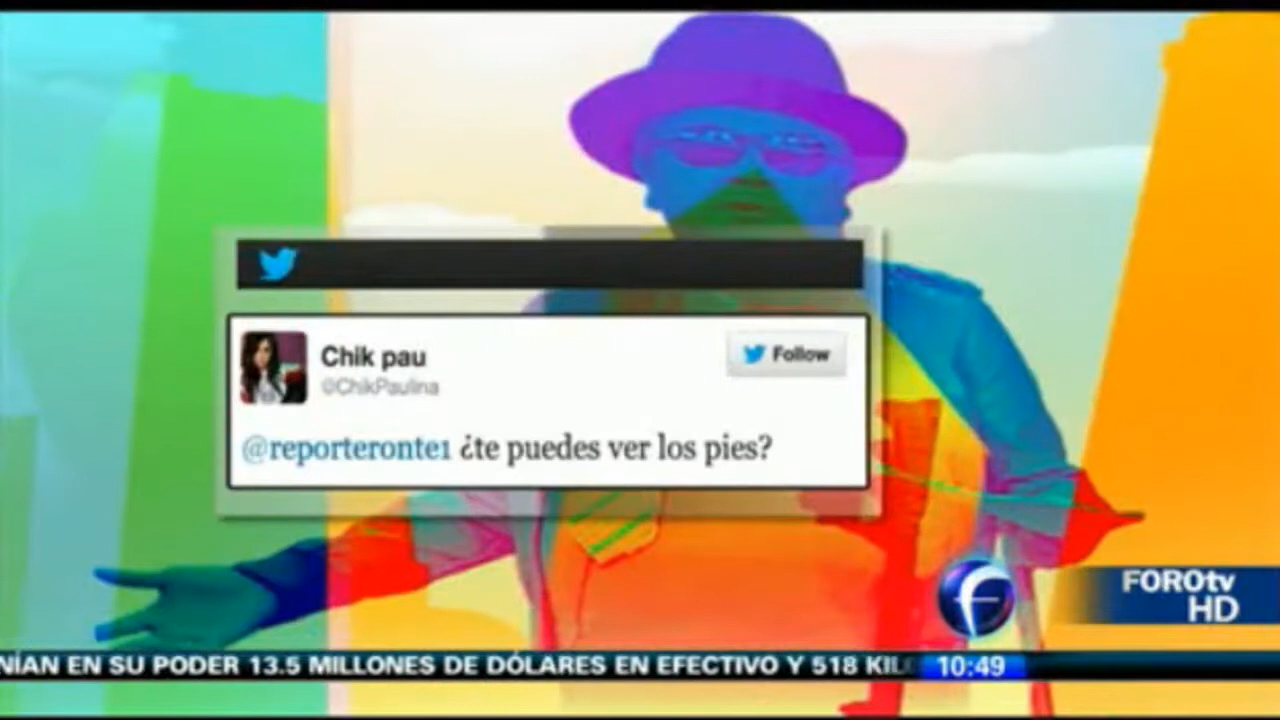 Chik pau
@ChikPaulina
Follow
@reporteronte1 ¿te puedes ver los pies?
FOROtv
HD
NÍAN EN SU PODER 13.5 MILLONES DE DÓLARES EN EFECTIVO Y 518
10:49